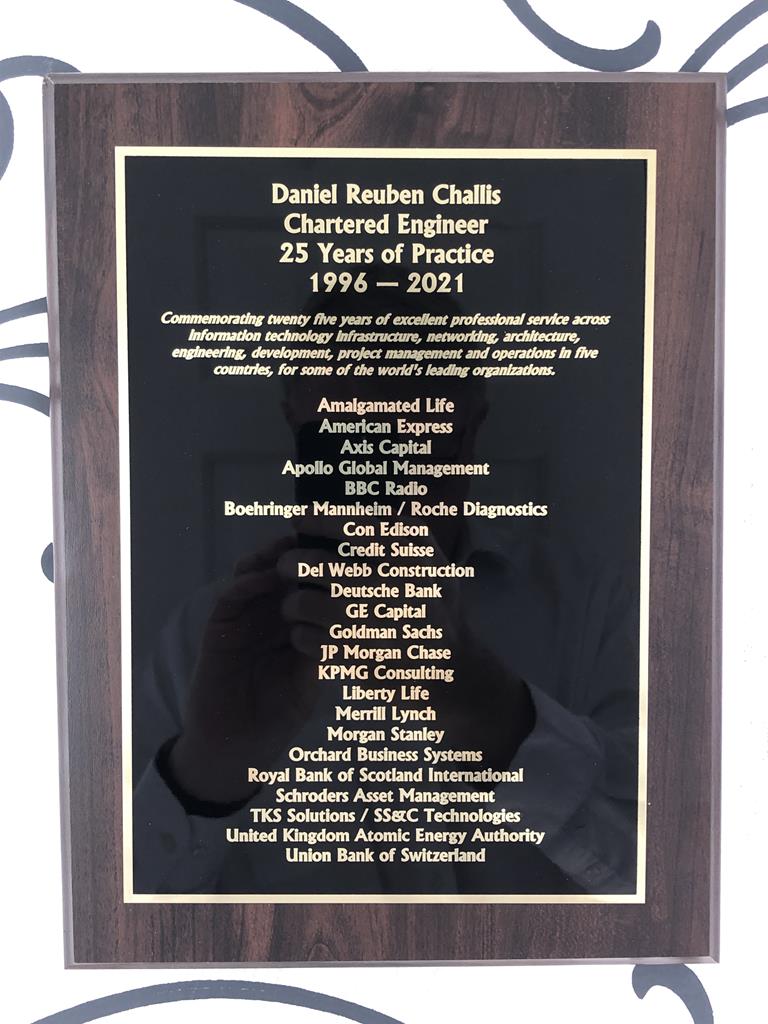 Daniel Reuben Challis
Chartered Engineer
25 Years of Practice
1996 — 2021
Commemorating twenty five years of excellent professional service across
information technology infrastructure, networking, architecture,
engineering, development, project management and operations in five
countries, for some of the world's leading organizations.
Amalgamated Life
American Express
Axis Capital
Apollo Global Management
BBC Radio
Boehringer Mannheim / Roche Diagnostics
Con Edison
Credit Suisse
Del Webb Construction
Deutsche Bank
GE Capital
Goldman Sachs
JP Morgan Chase
KPMG Consulting
Liberty Life
Merrill Lynch
Morgan Stanley
Orchard Business Systems
Royal Bank of Scotland International
Schroders Asset Management
TKS Solutions / SS&C Technologies
United Kingdom Atomic Energy Authority
Union Bank of Switzerland